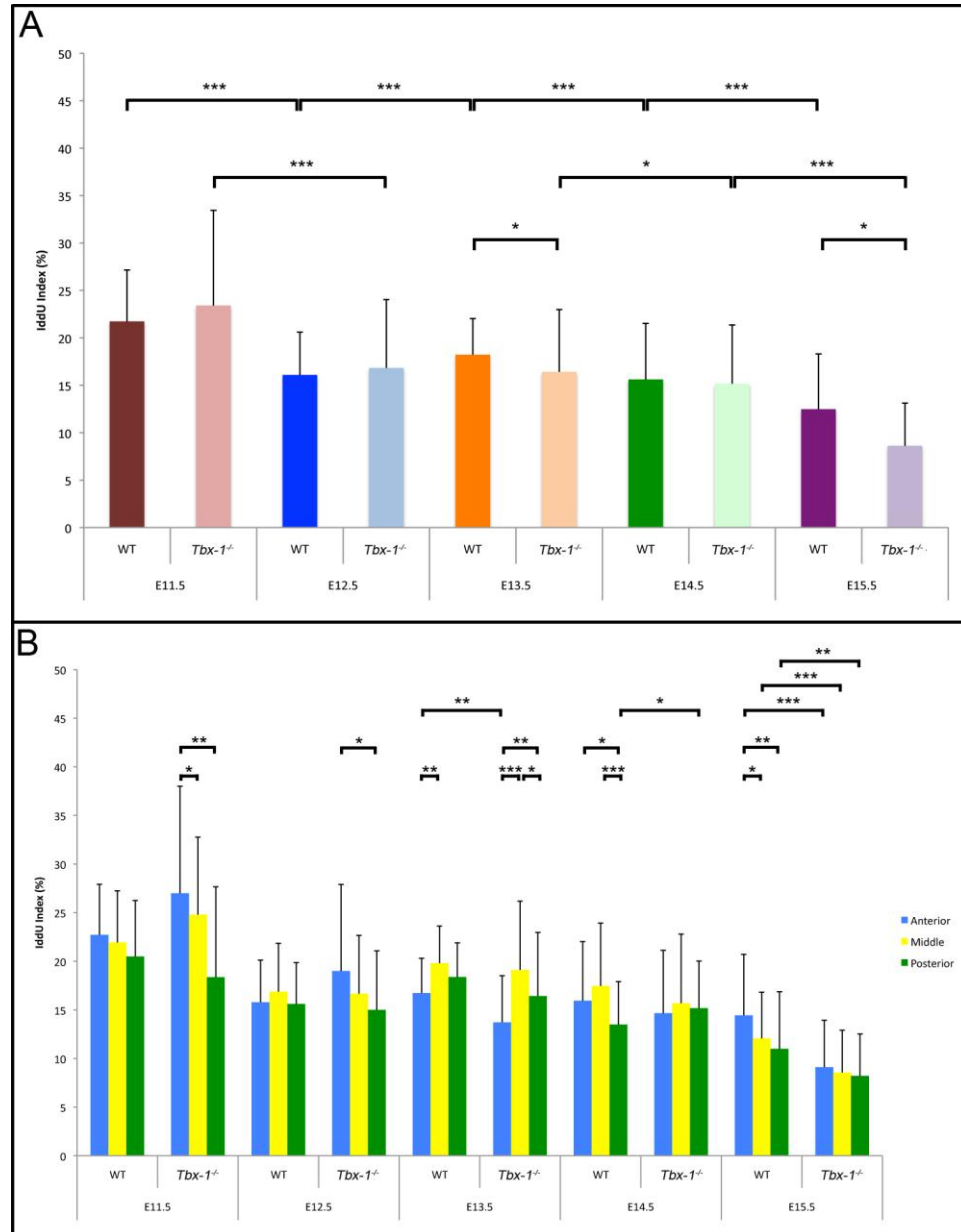 A
50
45
40
35
30
25
20
15
10
5
0
IddU Index (%)
*** *** *** ***
*** * ***
* *
WT Tbx-1-/- WT Tbx-1-/- WT Tbx-1-/- WT Tbx-1-/- WT Tbx-1-/-
E11.5 E12.5 E13.5 E14.5 E15.5
B
50
45
40
35
30
25
20
15
10
5
0
IddU Index (%)
**
***
** * ***
** * ** * **
* ** *** * *** *
Anterior
Middle
Posterior
WT Tbx-1-/- WT Tbx-1-/- WT Tbx-1-/- WT Tbx-1-/- WT Tbx-1-/-
E11.5 E12.5 E13.5 E14.5 E15.5